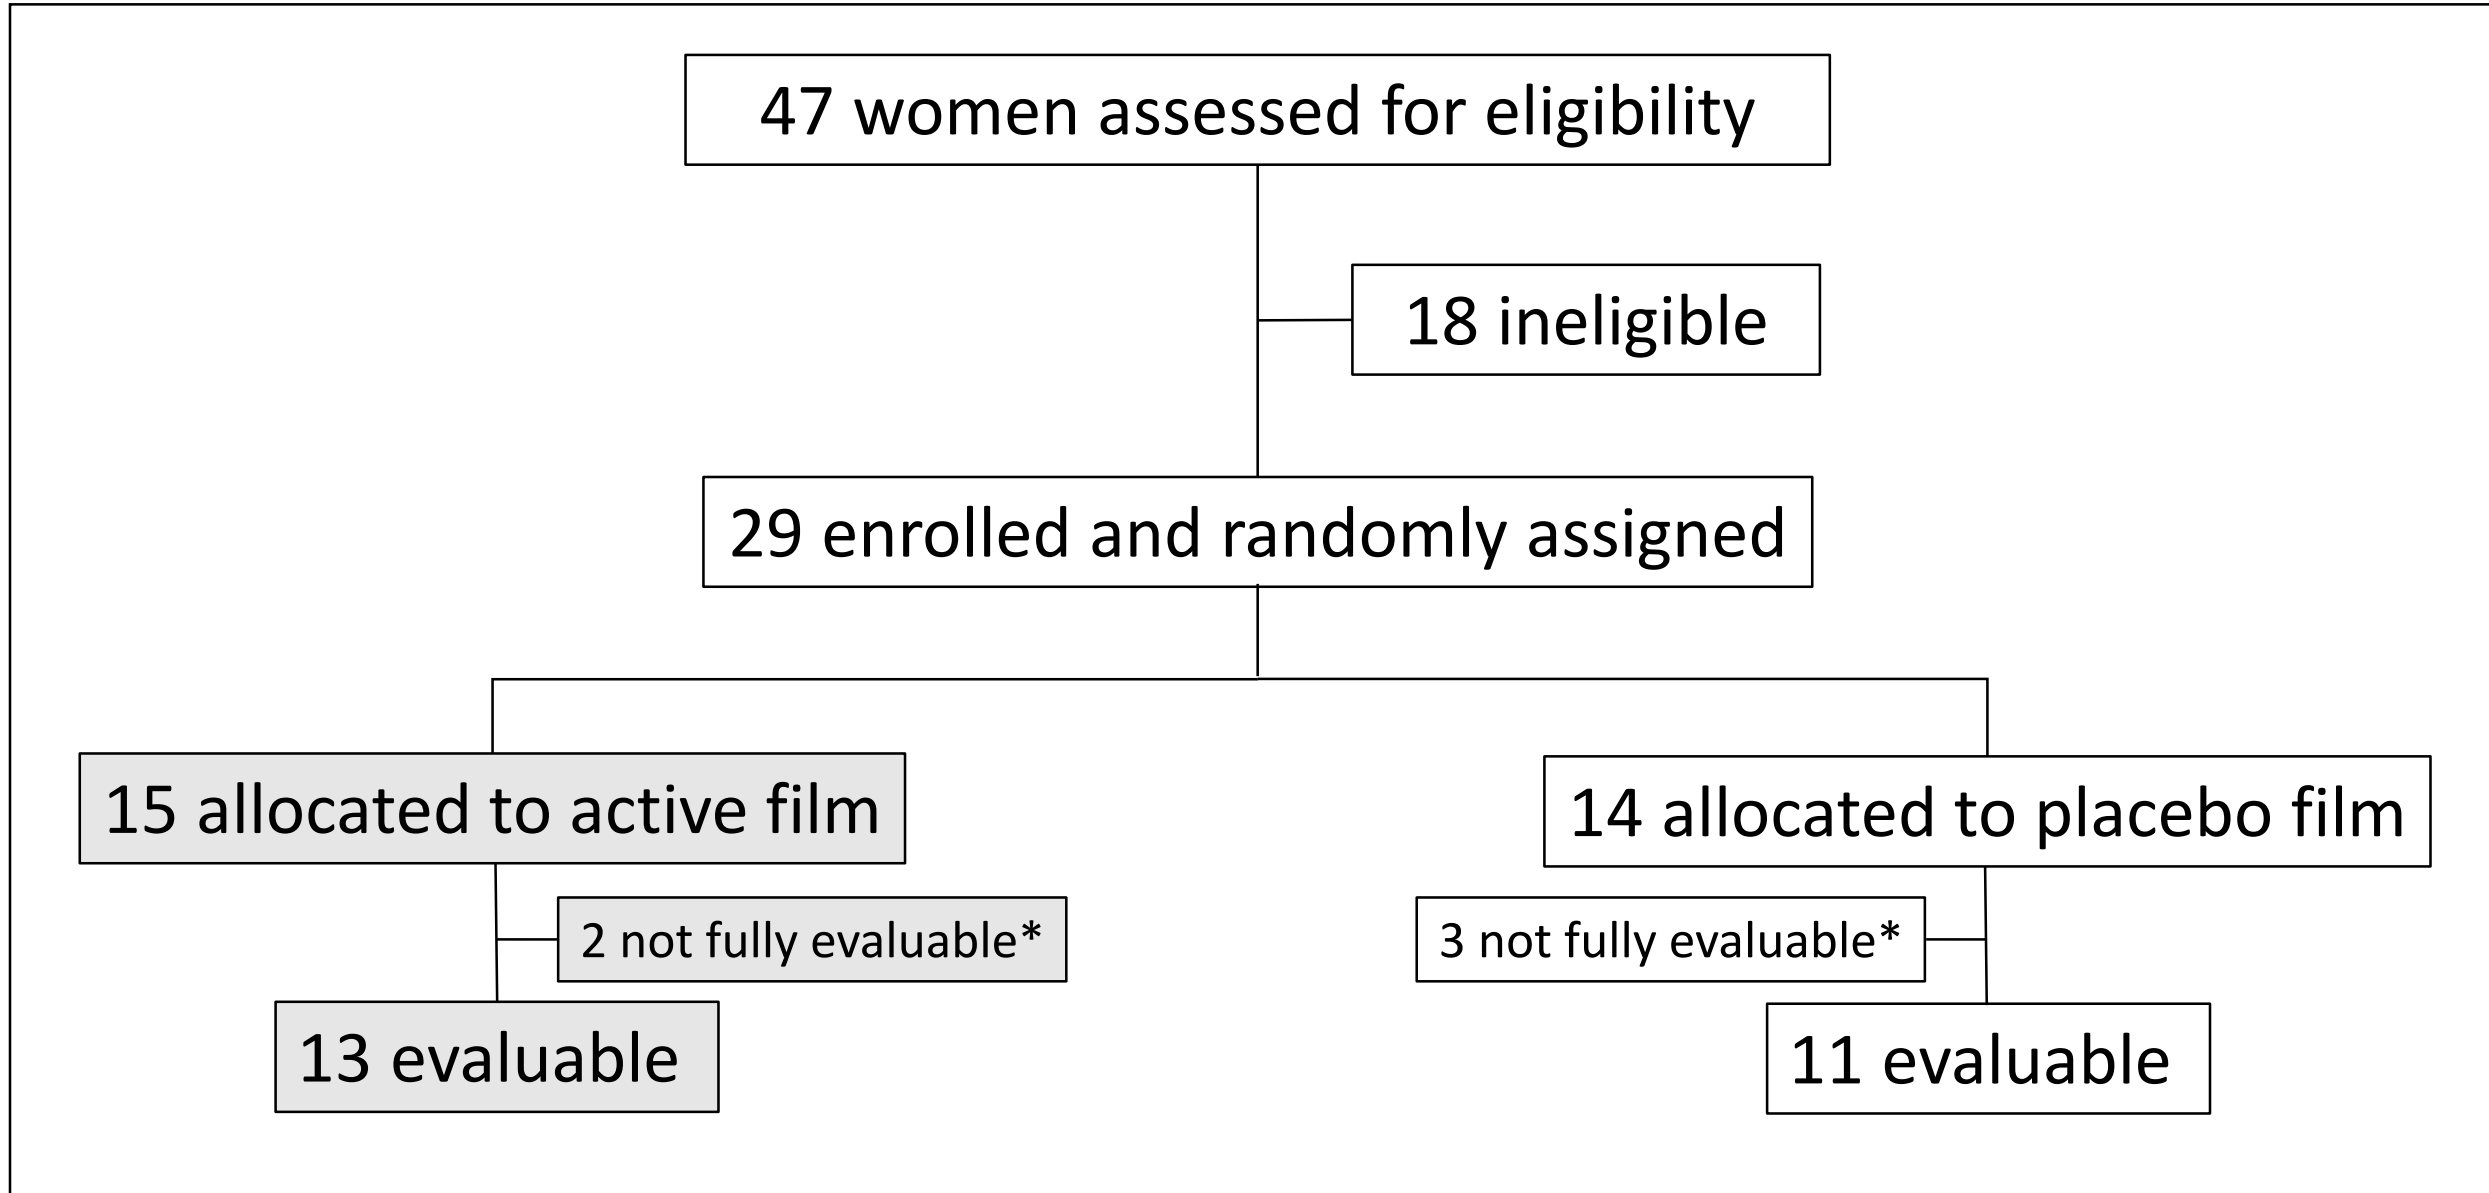 47 women assessed for eligibility
18 ineligible
29 enrolled and randomly assigned
15 allocated to active film
14 allocated to placebo film
2 not fully evaluable*
3 not fully evaluable*
13 evaluable
11 evaluable